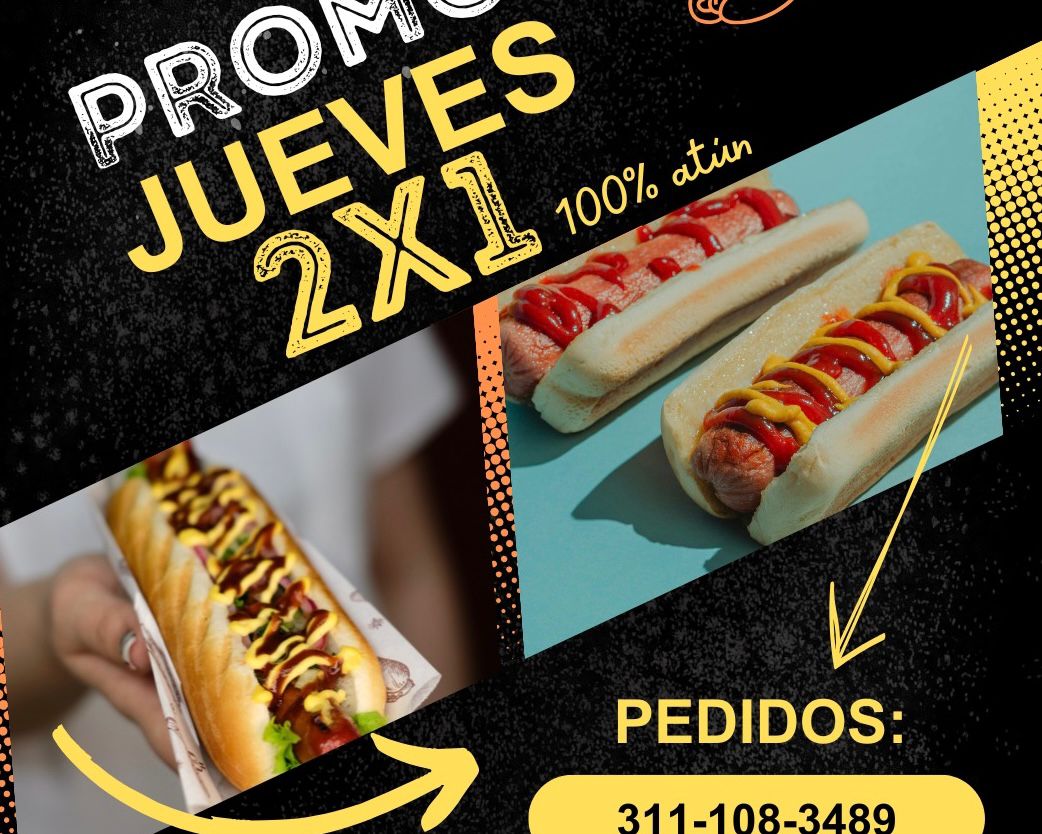 PROMO
JUEVES
2X1
100% atún
PEDIDOS:
311-108-3489